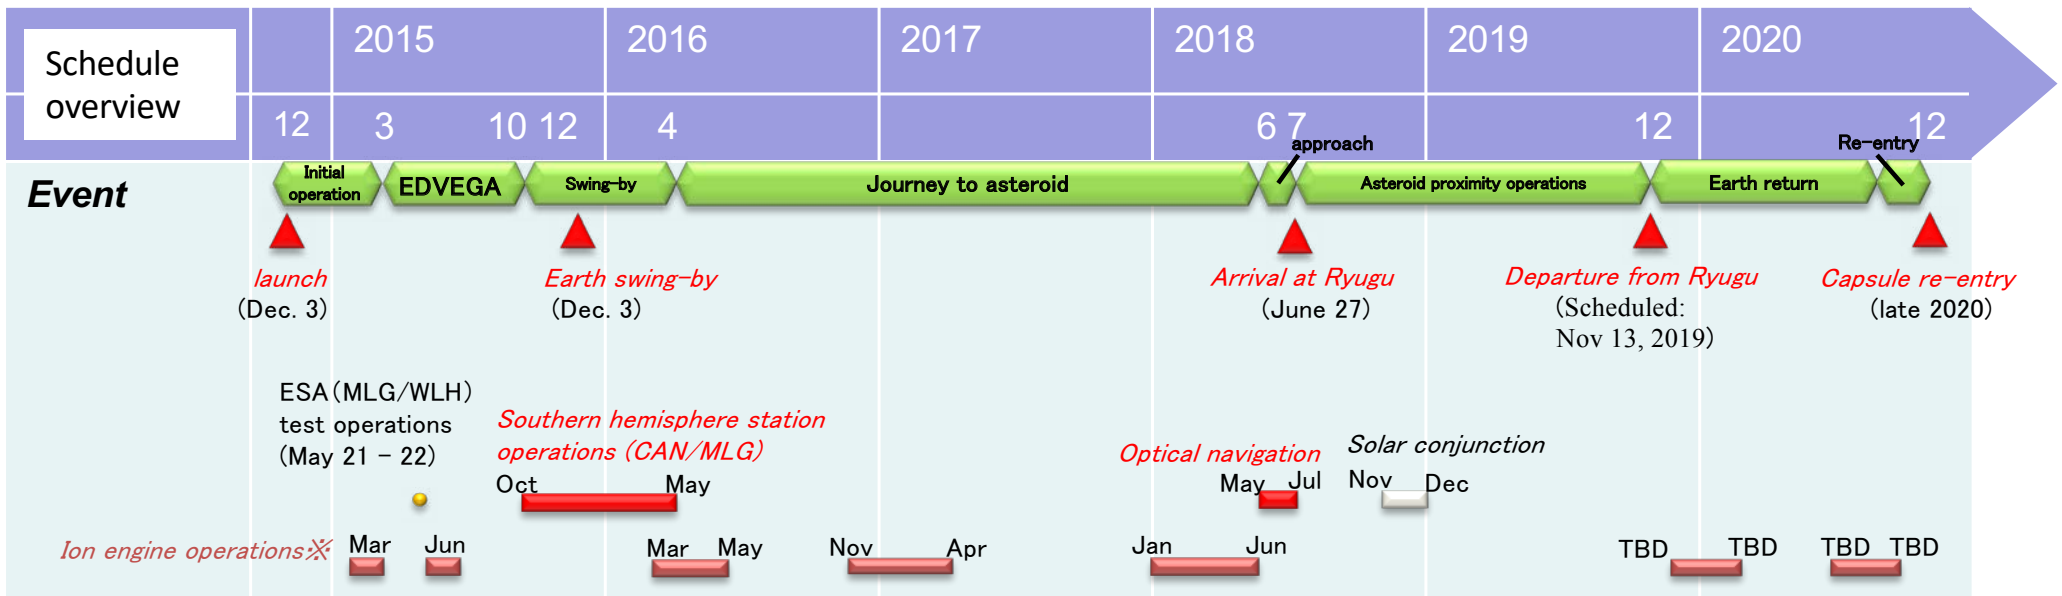 Schedule
overview
2015 2016 2017 2018 2019 2020
12 3 10 12 4 6 7 12 12
approach
Re-entry
Event
Initial
operation
EDVEGA
Swing-by
Journey to asteroid
Asteroid proximity operations
Earth return
launch
(Dec. 3)
Earth swing-by
(Dec. 3)
Arrival at Ryugu
(June 27)
Departure from Ryugu
(Scheduled:
Nov 13, 2019)
Capsule re-entry
(late 2020)
ESA(MLG/WLH)
test operations
(May 21 - 22)
Southern hemisphere station
operations (CAN/MLG)
Oct May
Optical navigation
May Jul
Solar conjunction
Nov Dec
Ion engine operations※
Mar Jun Mar May Nov Apr Jan Jun TBD TBD TBD TBD